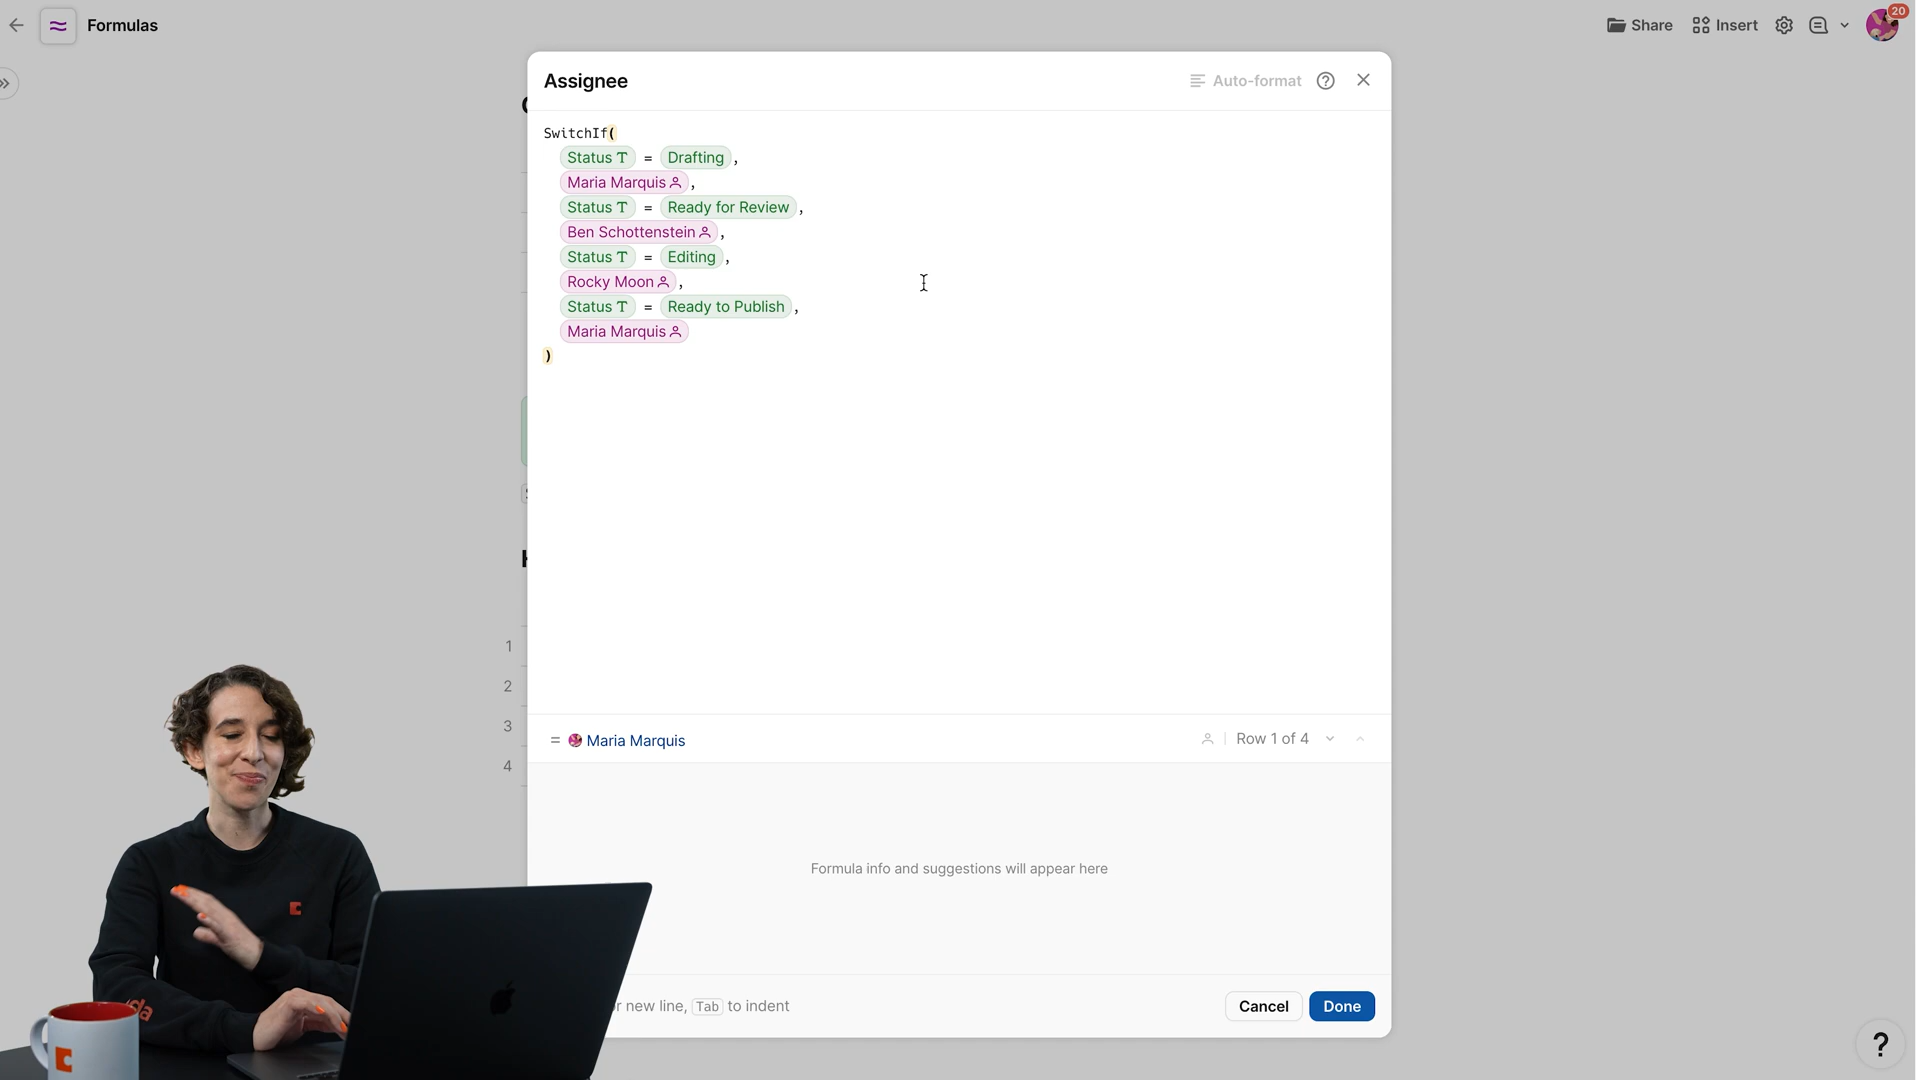 Formulas
Share
Insert
20
Assignee
Auto-format
SwitchIf(
Status T = Drafting ,
Maria Marquis ,
Status T = Ready for Review ,
Ben Schottenstein ,
Status T = Editing ,
Rocky Moon ,
Status T = Ready to Publish ,
Maria Marquis
)
1
2
3
4
= Maria Marquis
Row 1 of 4
Formula info and suggestions will appear here
new line, Tab to indent
Cancel
Done
?